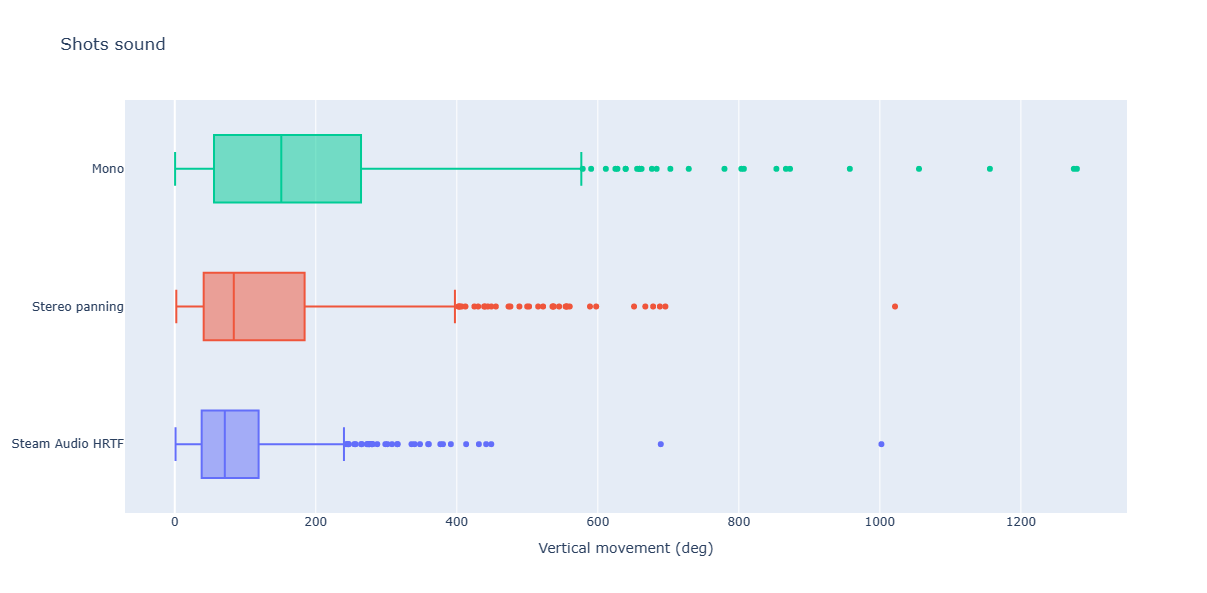 Shots sound
Mono
Stereo panning
Steam Audio HRTF
0 200 400 600 800 1000 1200
Vertical movement (deg)